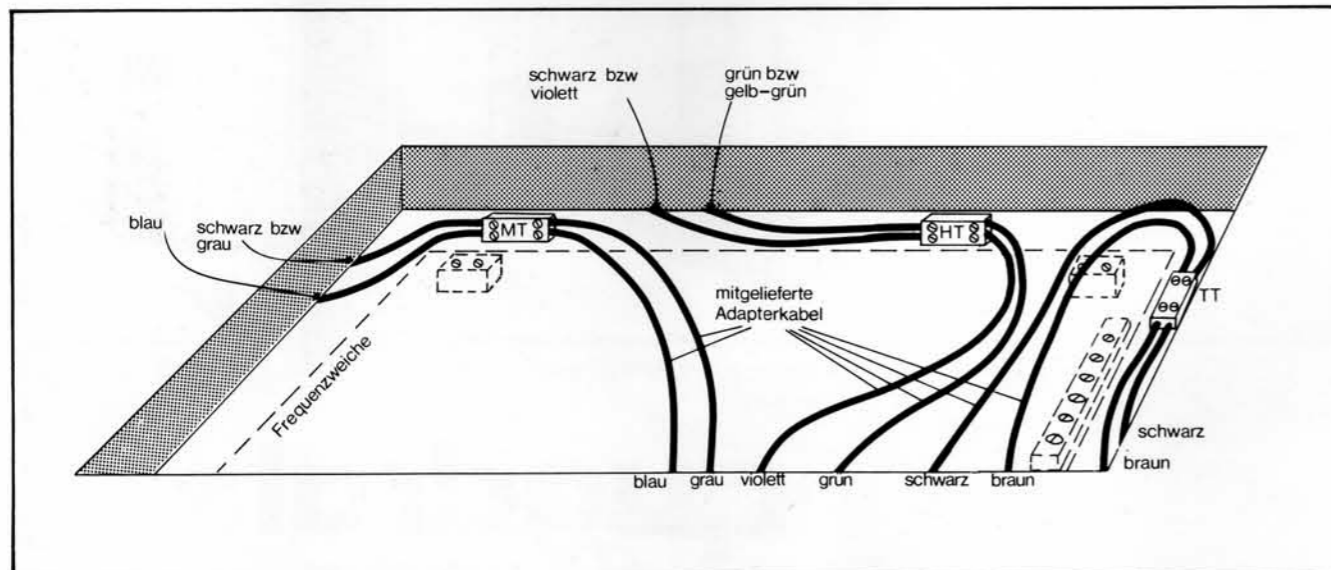 schwarz bzw
violett
grün bzw
gelb-grün
blau
schwarz bzw
grau
MT
HT
TT
mitgelieferte
Adapterkabel
Frequenzweiche
schwarz
braun
blau
grau
violett
grün
schwarz
braun